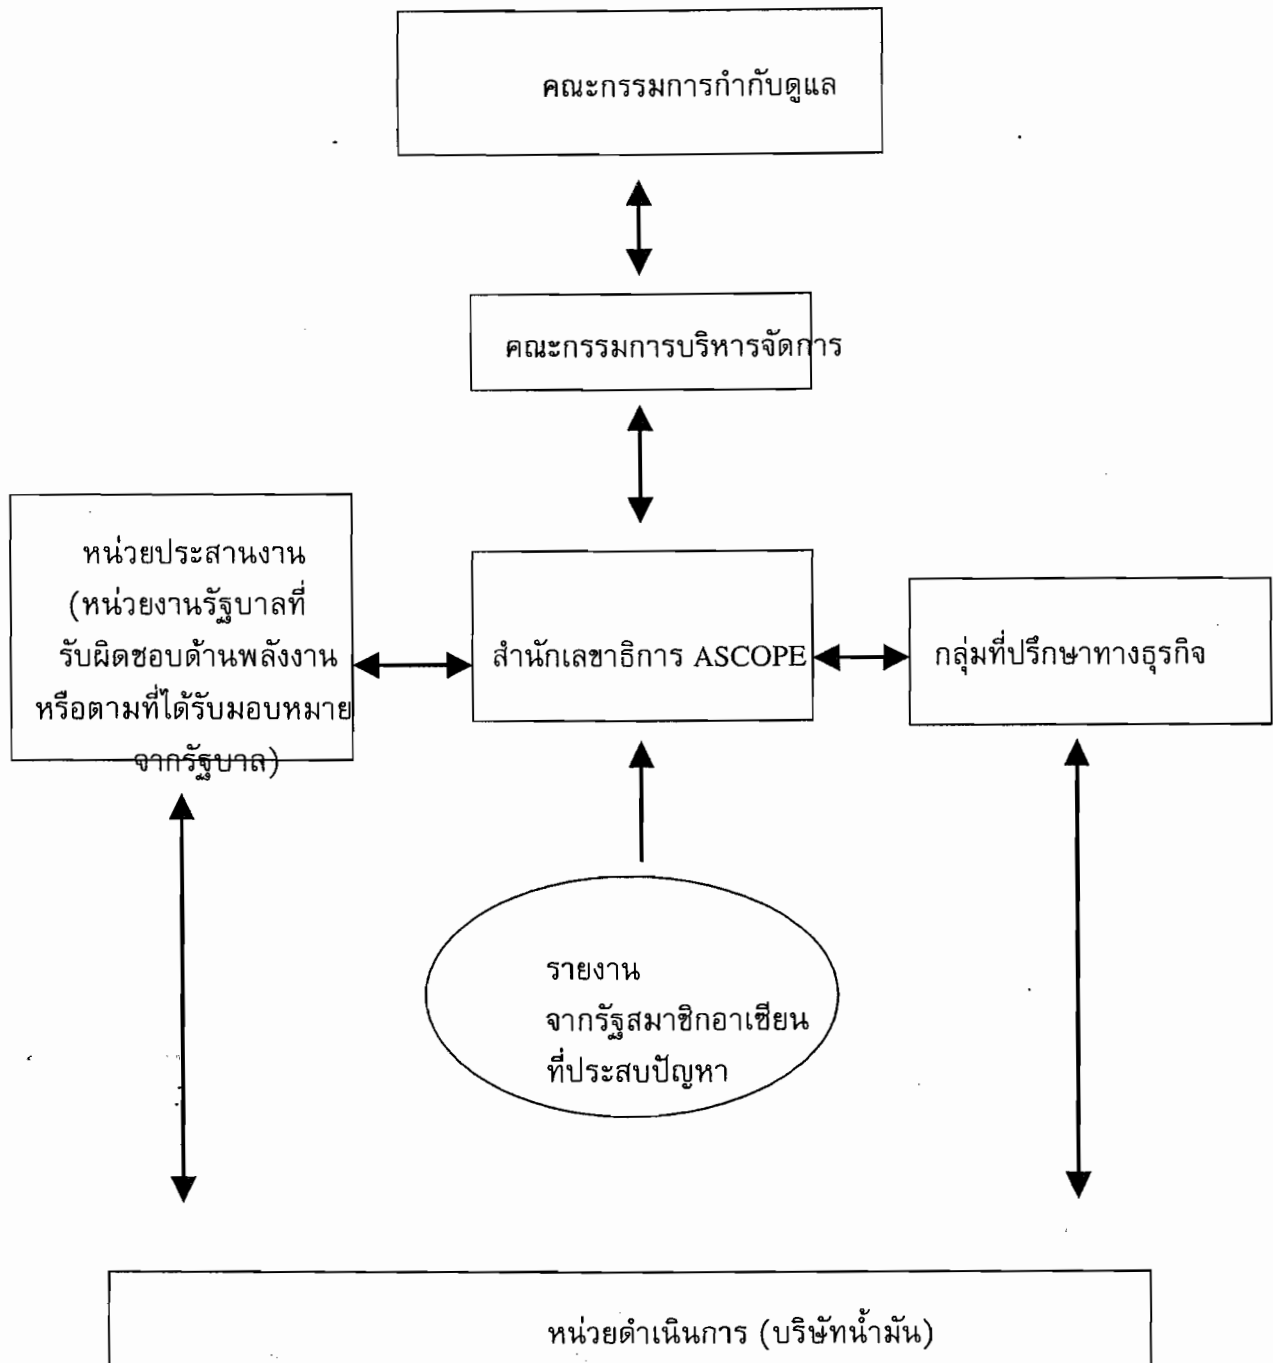 คณะกรรมการกำกับดูแล
คณะกรรมการบริหารจัดการ
หน่วยประสานงาน
(หน่วยงานรัฐบาลที่
รับผิดชอบด้านพลังงาน
หรือตามที่ได้รับมอบหมาย
จากรัฐบาล)
สำนักเลขาธิการ ASCOPE
กลุ่มที่ปรึกษาทางธุรกิจ
รายงาน
จากรัฐสมาชิกอาเซียน
ที่ประสบปัญหา
หน่วยดำเนินการ (บริษัทน้ำมัน)